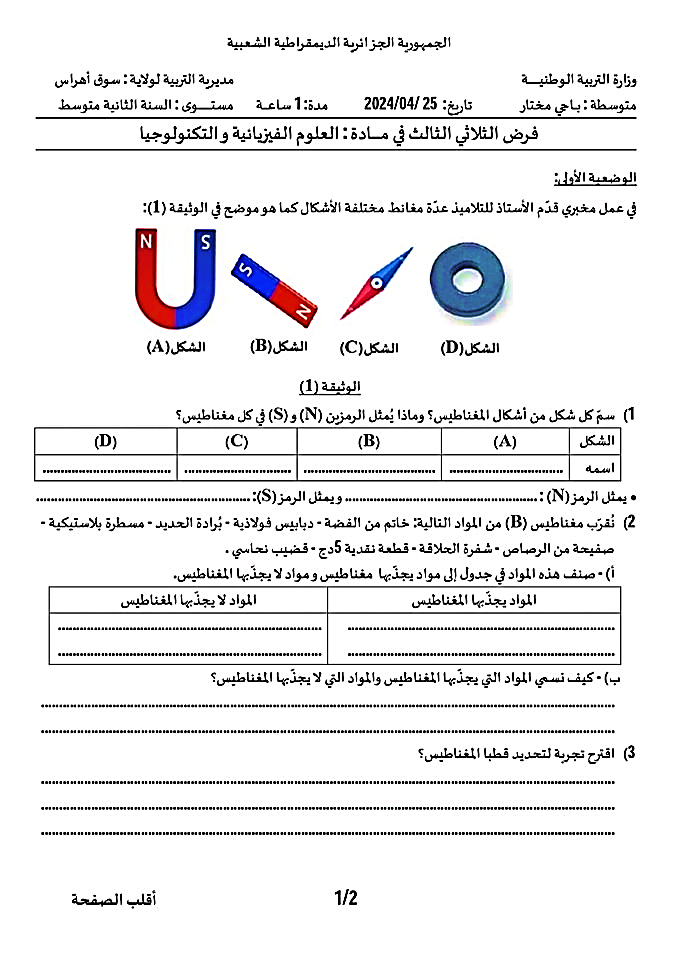 الجمهورية الجزائرية الديمقراطية الشعبية
وزارة التربية الوطنيــة مديرية التربية لولاية : سوق أهراس
متوسطة : باجي مختار تاريخ: 25 /04/ 2024 مدة: 1 ساعـة مستـــوى : السنة الثانية متوسط
فرض الثلاثي الثالث في مـــادة : العلوم الفيزيائية و التكنولوجيا
الوضعية الأولى:
في عمل مخبري قدّم الأستاذ للتلاميذ عدّة مغانط مختلفة الأشكال كما هو موضح في الوثيقة (1):
N S S N
الشكل(A) الشكل(B) الشكل(C) الشكل(D)
الوثيقة (1)
1) سمّ كل شكل من أشكال المغناطيس؟ وماذا يُمثل الرمزين (N) و (S) في كل مغناطيس؟
الشكل (A) (B) (C) (D)
اسمه ................................ ................................ ................................ ................................
• يمثل الرمز (N) : ................................ و يمثل الرمز (S): ................................
2) نُقرّب مغناطيس (B) من المواد التالية: خاتم من الفضة - دبابيس فولاذية - بُرادة الحديد - مسطرة بلاستيكية -
صفيحة من الرصاص - شفرة الحلاقة - قطعة نقدية 5دج - قضيب نحاسي .
أ) - صنف هذه المواد في جدول إلى مواد يجذّبها مغناطيس و مواد لا يجذّبها المغناطيس.
المواد يجذّبها المغناطيس المواد لا يجذّبها المغناطيس
................................ ................................
................................ ................................
ب) - كيف نسمي المواد التي يجذّبها المغناطيس والمواد التي لا يجذّبها المغناطيس؟
................................................................
................................................................
3) اقترح تجربة لتحديد قطبا المغناطيس؟
................................................................
................................................................
................................................................
1/2 أقلب الصفحة